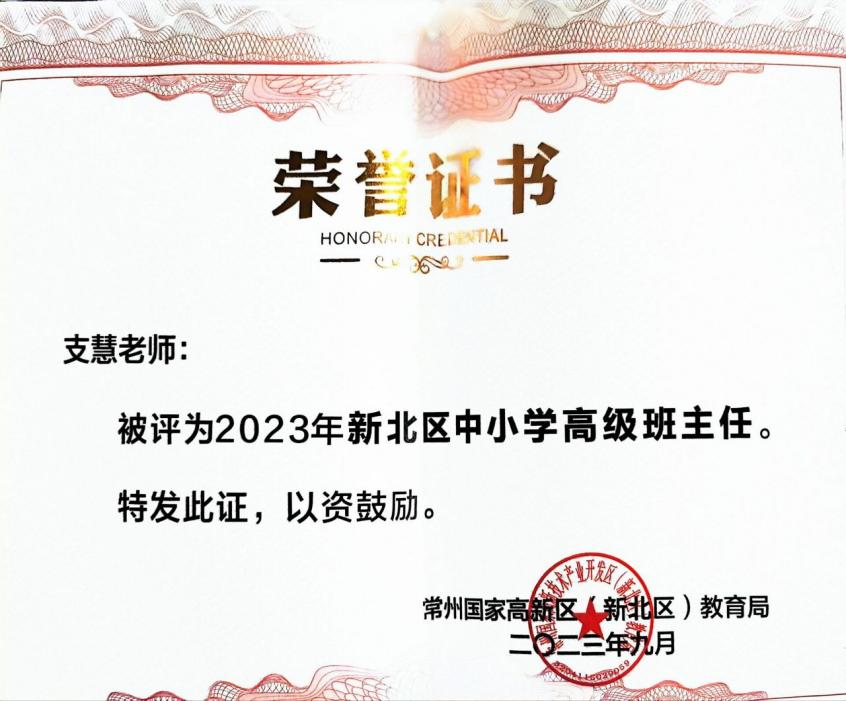 荣誉证书
HONORARY CREDENTIAL
支慧老师：
被评为2023年新北区中小学高级班主任。
特发此证，以资鼓励。
常州国家高新区（新北区）教育局
二〇二三年九月